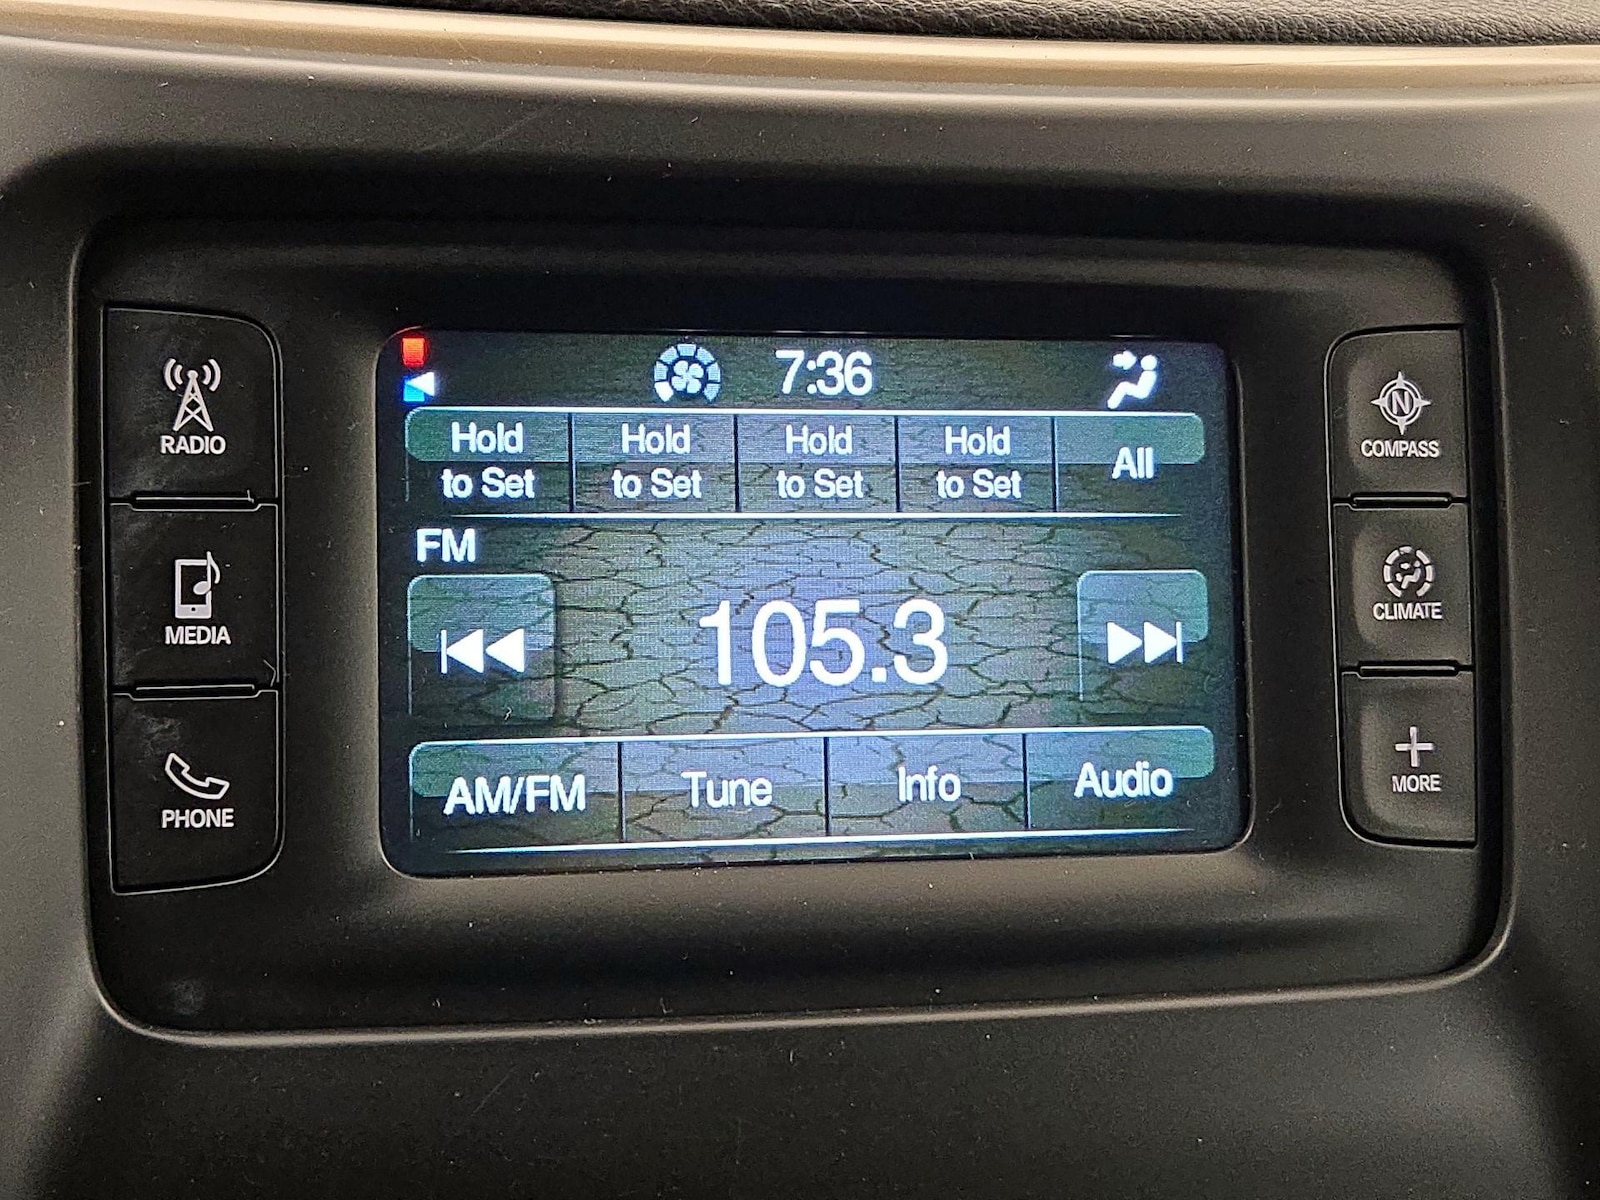 7:36
Hold
to Set
Hold
to Set
Hold
to Set
Hold
to Set
All
FM
105.3
AM/FM
Tune
Info
Audio
RADIO
MEDIA
PHONE
N
COMPASS
CLIMATE
MORE